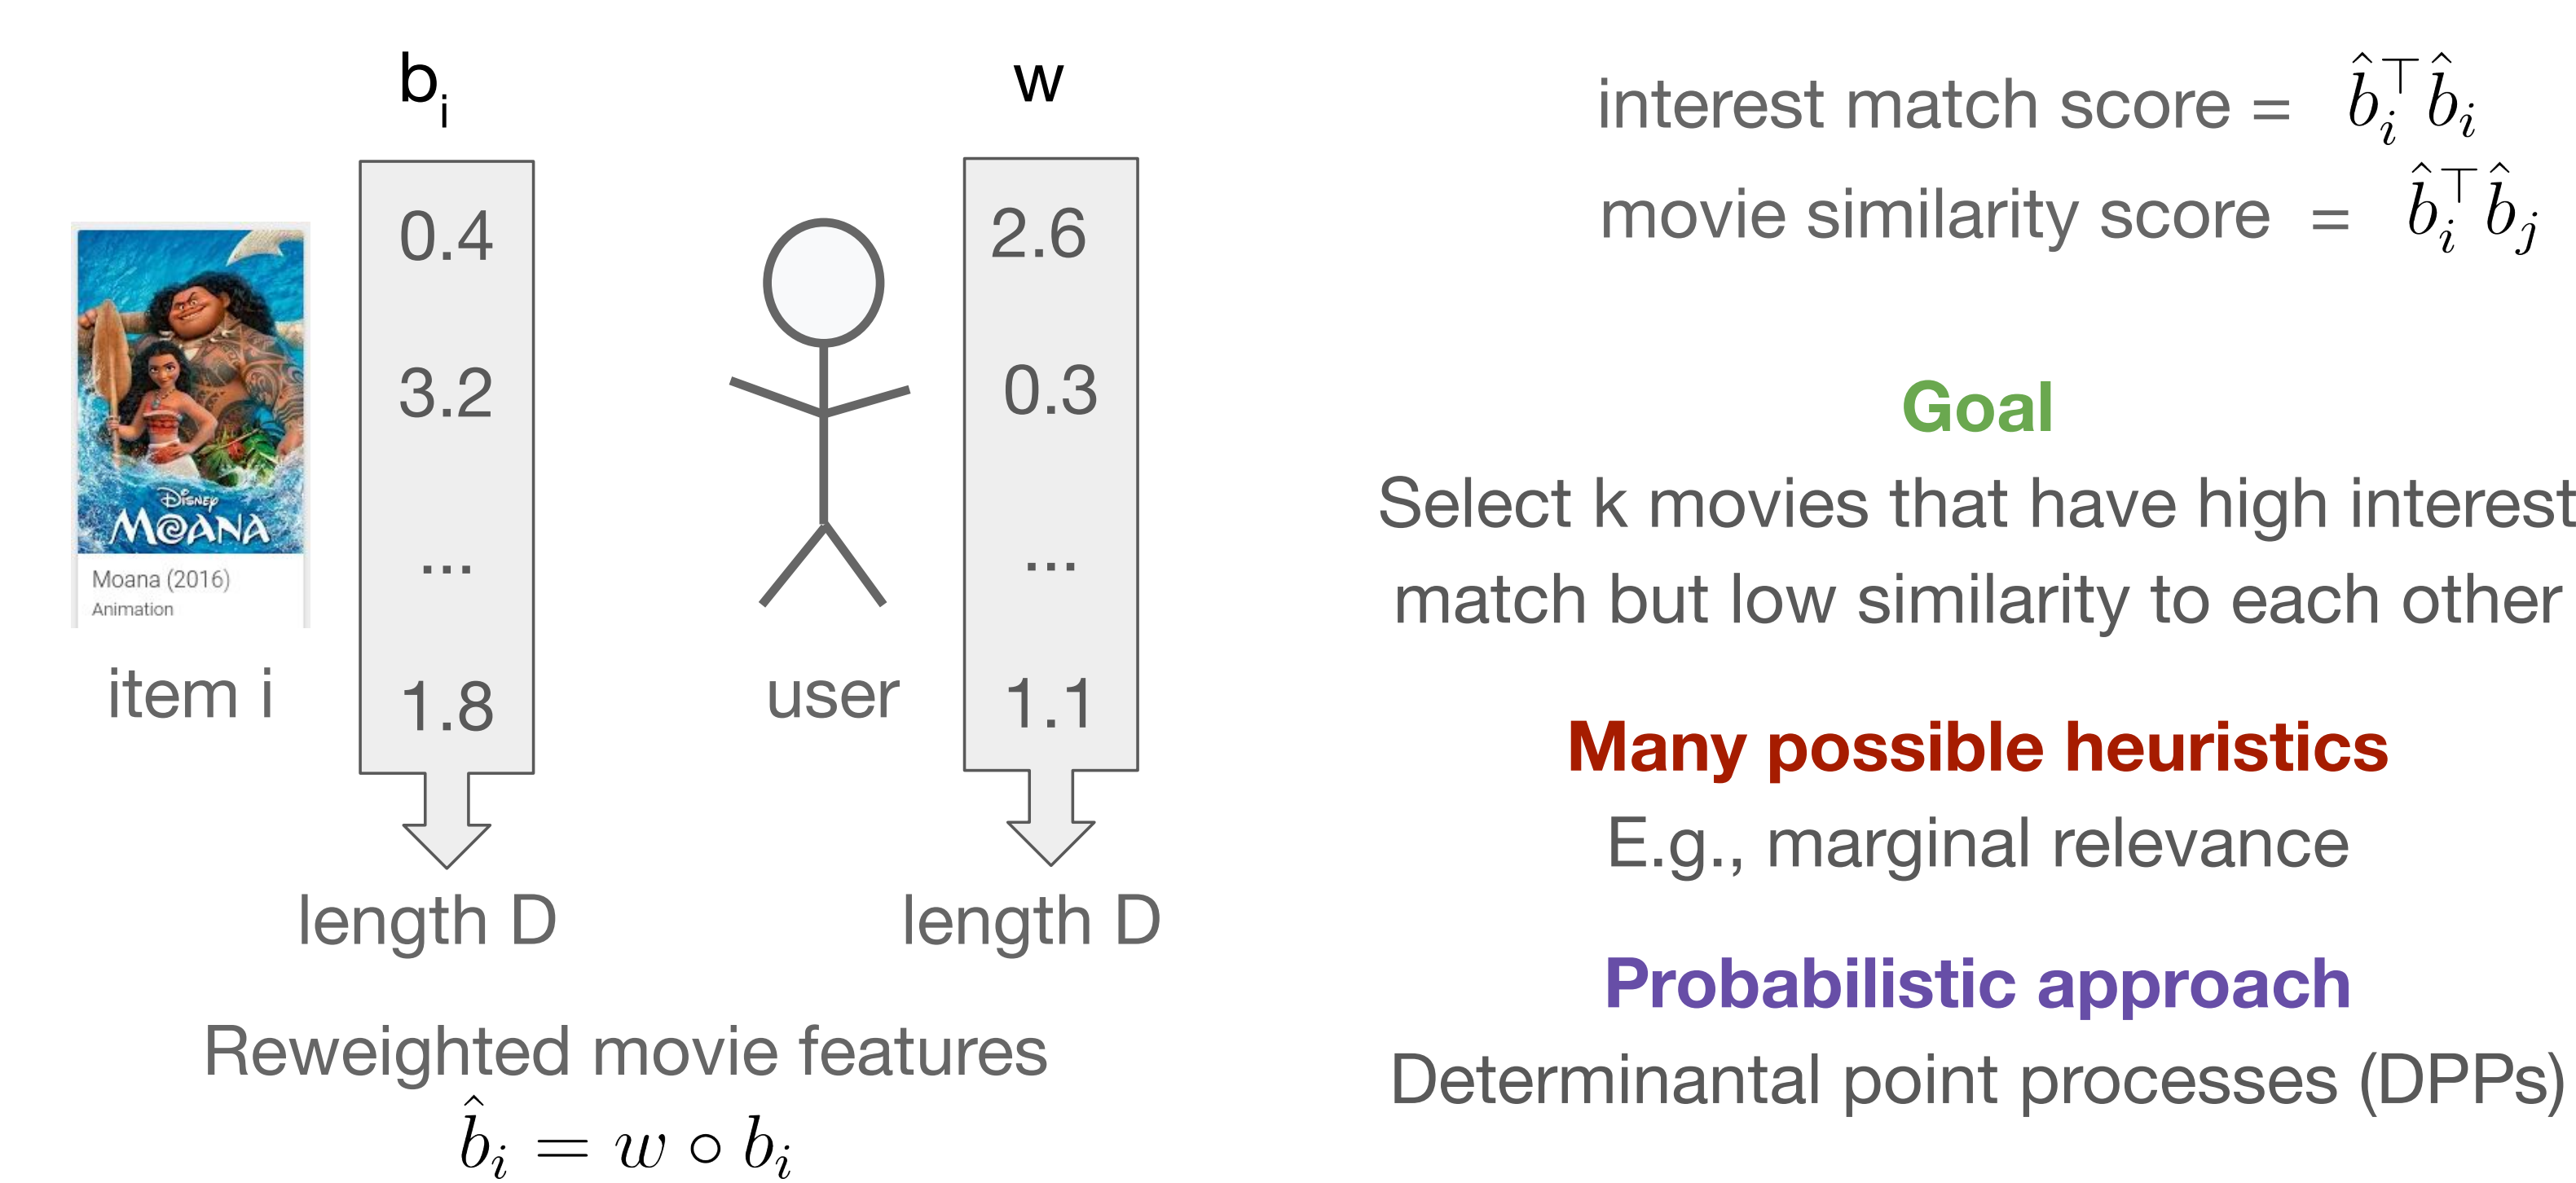 b_i
0.4
3.2
...
1.8
length D
DISNEY
MOANA
Moana (2016)
Animation
item i
user
w
2.6
0.3
...
1.1
length D
Reweighted movie features
b̂_i = w ∘ b_i
interest match score = b̂_i^⊤ b̂_i
movie similarity score = b̂_i^⊤ b̂_j
Goal
Select k movies that have high interest
match but low similarity to each other
Many possible heuristics
E.g., marginal relevance
Probabilistic approach
Determinantal point processes (DPPs)